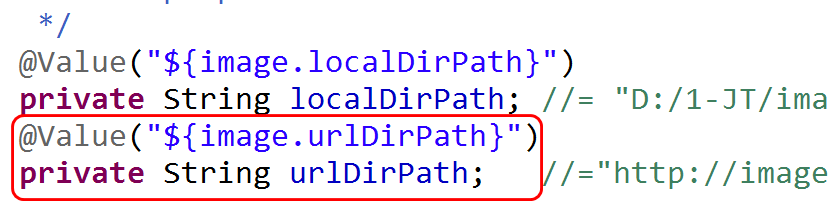 */
@Value("${image.localDirPath}")
private String localDirPath; //= "D:/1-JT/ima
@Value("${image.urlDirPath}")
private String urlDirPath; //="http://image